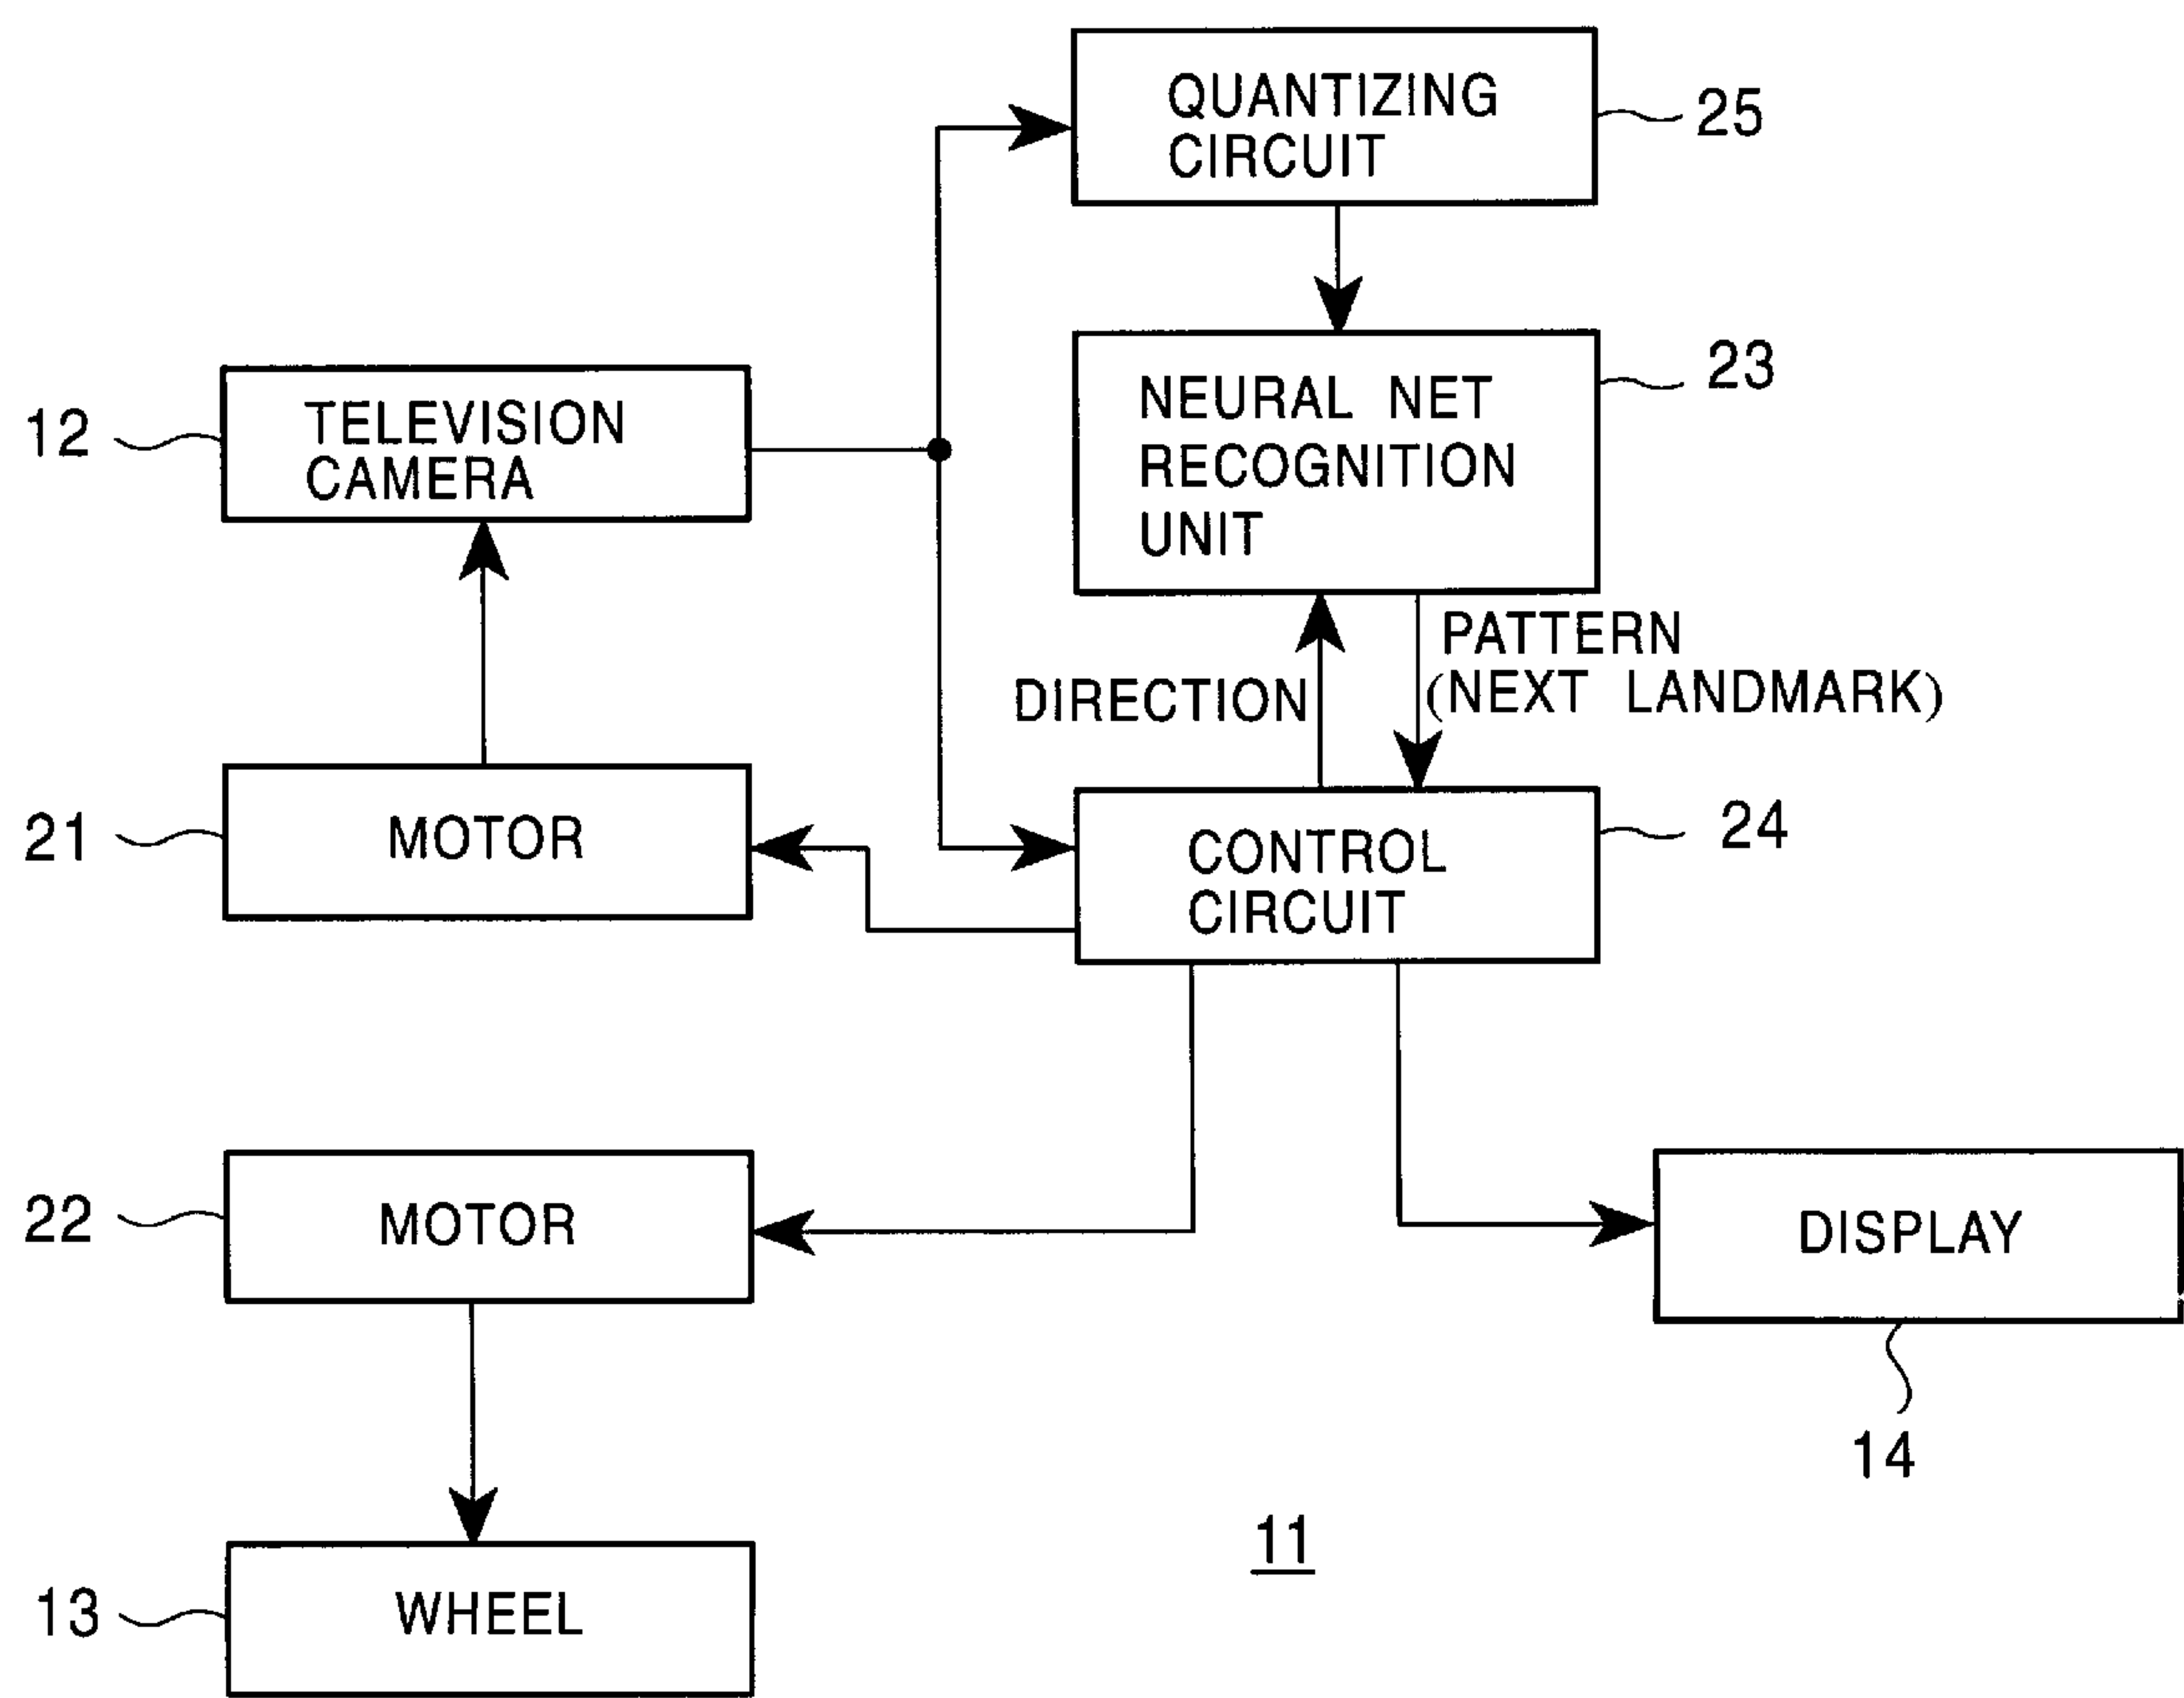 QUANTIZING
CIRCUIT
25
12
TELEVISION
CAMERA
NEURAL NET
RECOGNITION
UNIT
23
DIRECTION
PATTERN
(NEXT LANDMARK)
21
MOTOR
CONTROL
CIRCUIT
24
22
MOTOR
DISPLAY
14
13
WHEEL
11